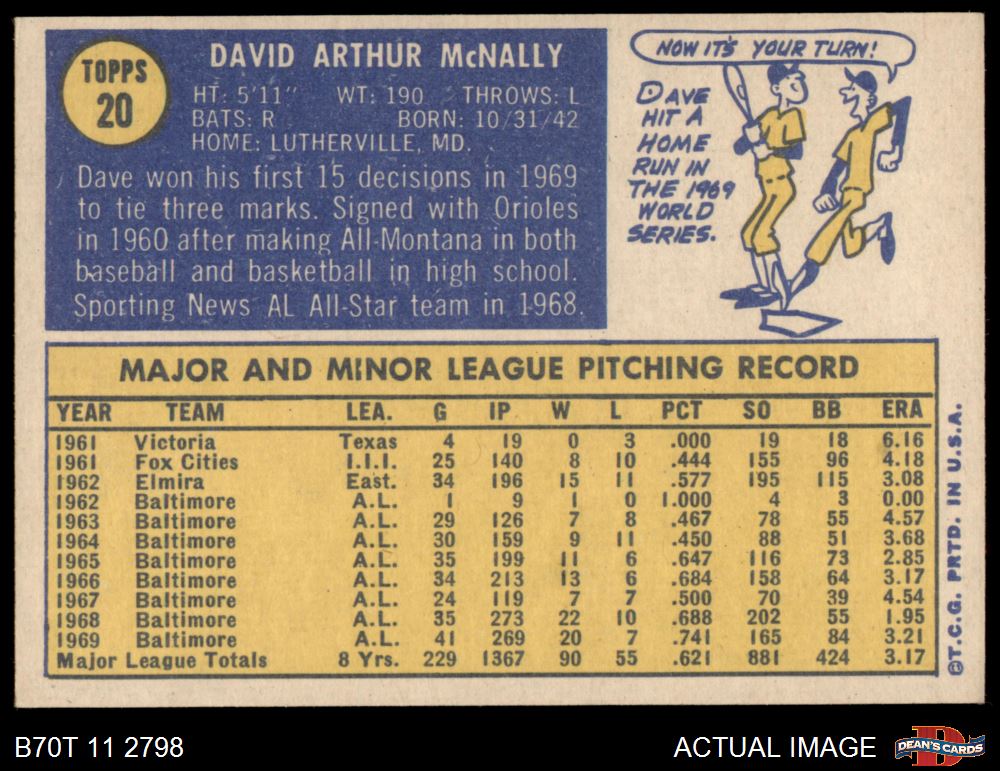 TOPPS
20
DAVID ARTHUR McNALLY
HT: 5'11" WT: 190 THROWS: L
BATS: R BORN: 10/31/42
HOME: LUTHERVILLE, MD.
Dave won his first 15 decisions in 1969
to tie three marks. Signed with Orioles
in 1960 after making All-Montana in both
baseball and basketball in high school.
Sporting News AL All-Star team in 1968.
NOW IT'S YOUR TURN!
DAVE
HIT A
HOME
RUN IN
THE 1969
WORLD
SERIES.
MAJOR AND MINOR LEAGUE PITCHING RECORD
YEAR TEAM LEA. G IP W L PCT SO BB ERA
1961 Victoria Texas 4 19 0 3 .000 19 18 6.16
1961 Fox Cities I.I.I. 25 140 8 10 .444 155 96 4.18
1962 Elmira East. 34 196 15 11 .577 195 115 3.08
1962 Baltimore A.L. 1 9 1 0 1.000 4 3 0.00
1963 Baltimore A.L. 29 126 7 8 .467 78 55 4.57
1964 Baltimore A.L. 30 159 9 11 .450 88 51 3.68
1965 Baltimore A.L. 35 199 11 6 .647 116 73 2.85
1966 Baltimore A.L. 34 213 13 6 .684 158 64 3.17
1967 Baltimore A.L. 24 119 7 7 .500 70 39 4.54
1968 Baltimore A.L. 35 273 22 10 .688 202 55 1.95
1969 Baltimore A.L. 41 269 20 7 .741 165 84 3.21
Major League Totals 8 Yrs. 229 1367 90 55 .621 881 424 3.17
©T.C.G. PRTD. IN U.S.A.
B70T 11 2798
ACTUAL IMAGE
D
DEAN'S CARDS